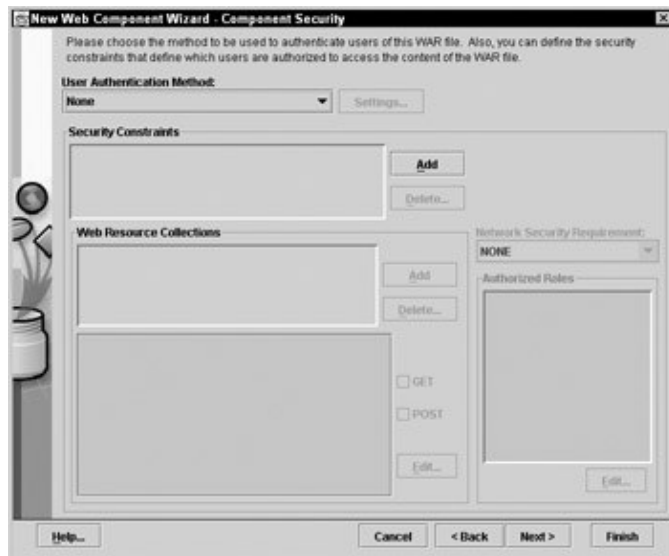 New Web Component Wizard - Component Security
Please choose the method to be used to authenticate users of this WAR file. Also, you can define the security
constraints that define which users are authorized to access the content of the WAR file.
User Authentication Method:
None
Settings...
Security Constraints
Add
Delete...
Web Resource Collections
Network Security Requirement:
NONE
Add
Delete...
Authorized Roles
GET
POST
Edit...
Edit...
Help...
Cancel
< Back
Next >
Finish